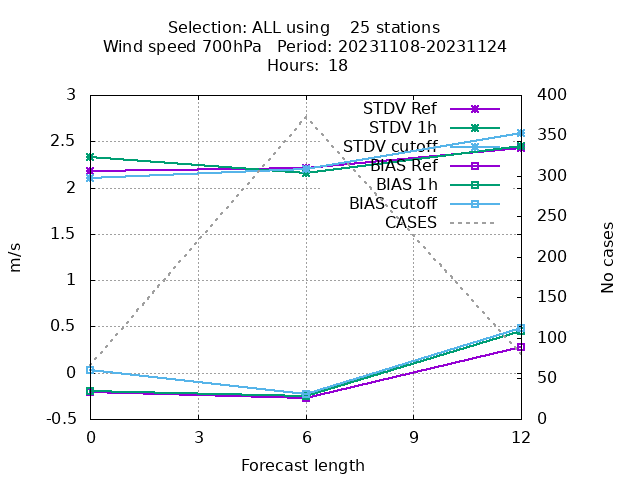 Selection: ALL using    25 stations
Wind speed 700hPa   Period: 20231108-20231124
Hours:  18
3
2.5
2
1.5
1
0.5
0
-0.5
m/s
400
350
300
250
200
150
100
50
0
No cases
STDV Ref
STDV 1h
STDV cutoff
BIAS Ref
BIAS 1h
BIAS cutoff
CASES
0 3 6 9 12
Forecast length